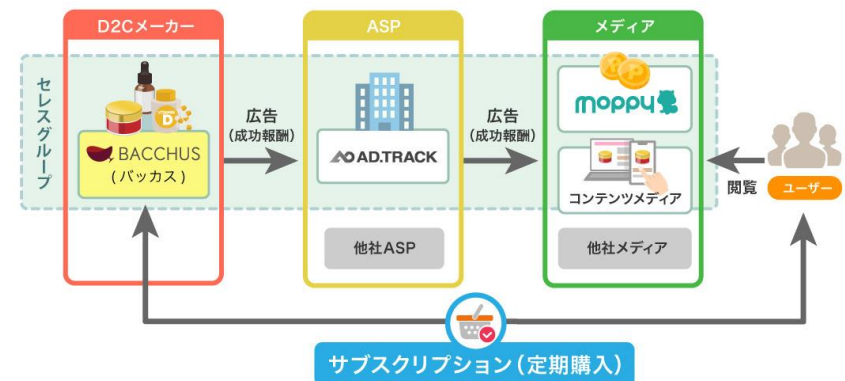 D2Cメーカー
ASP
メディア
セレスグループ
D
BACCHUS
(バッカス)
広告
(成功報酬)
AD.TRACK
広告
(成功報酬)
P
P
moppy
コンテンツメディア
閲覧
ユーザー
他社ASP
他社メディア
サブスクリプション(定期購入)